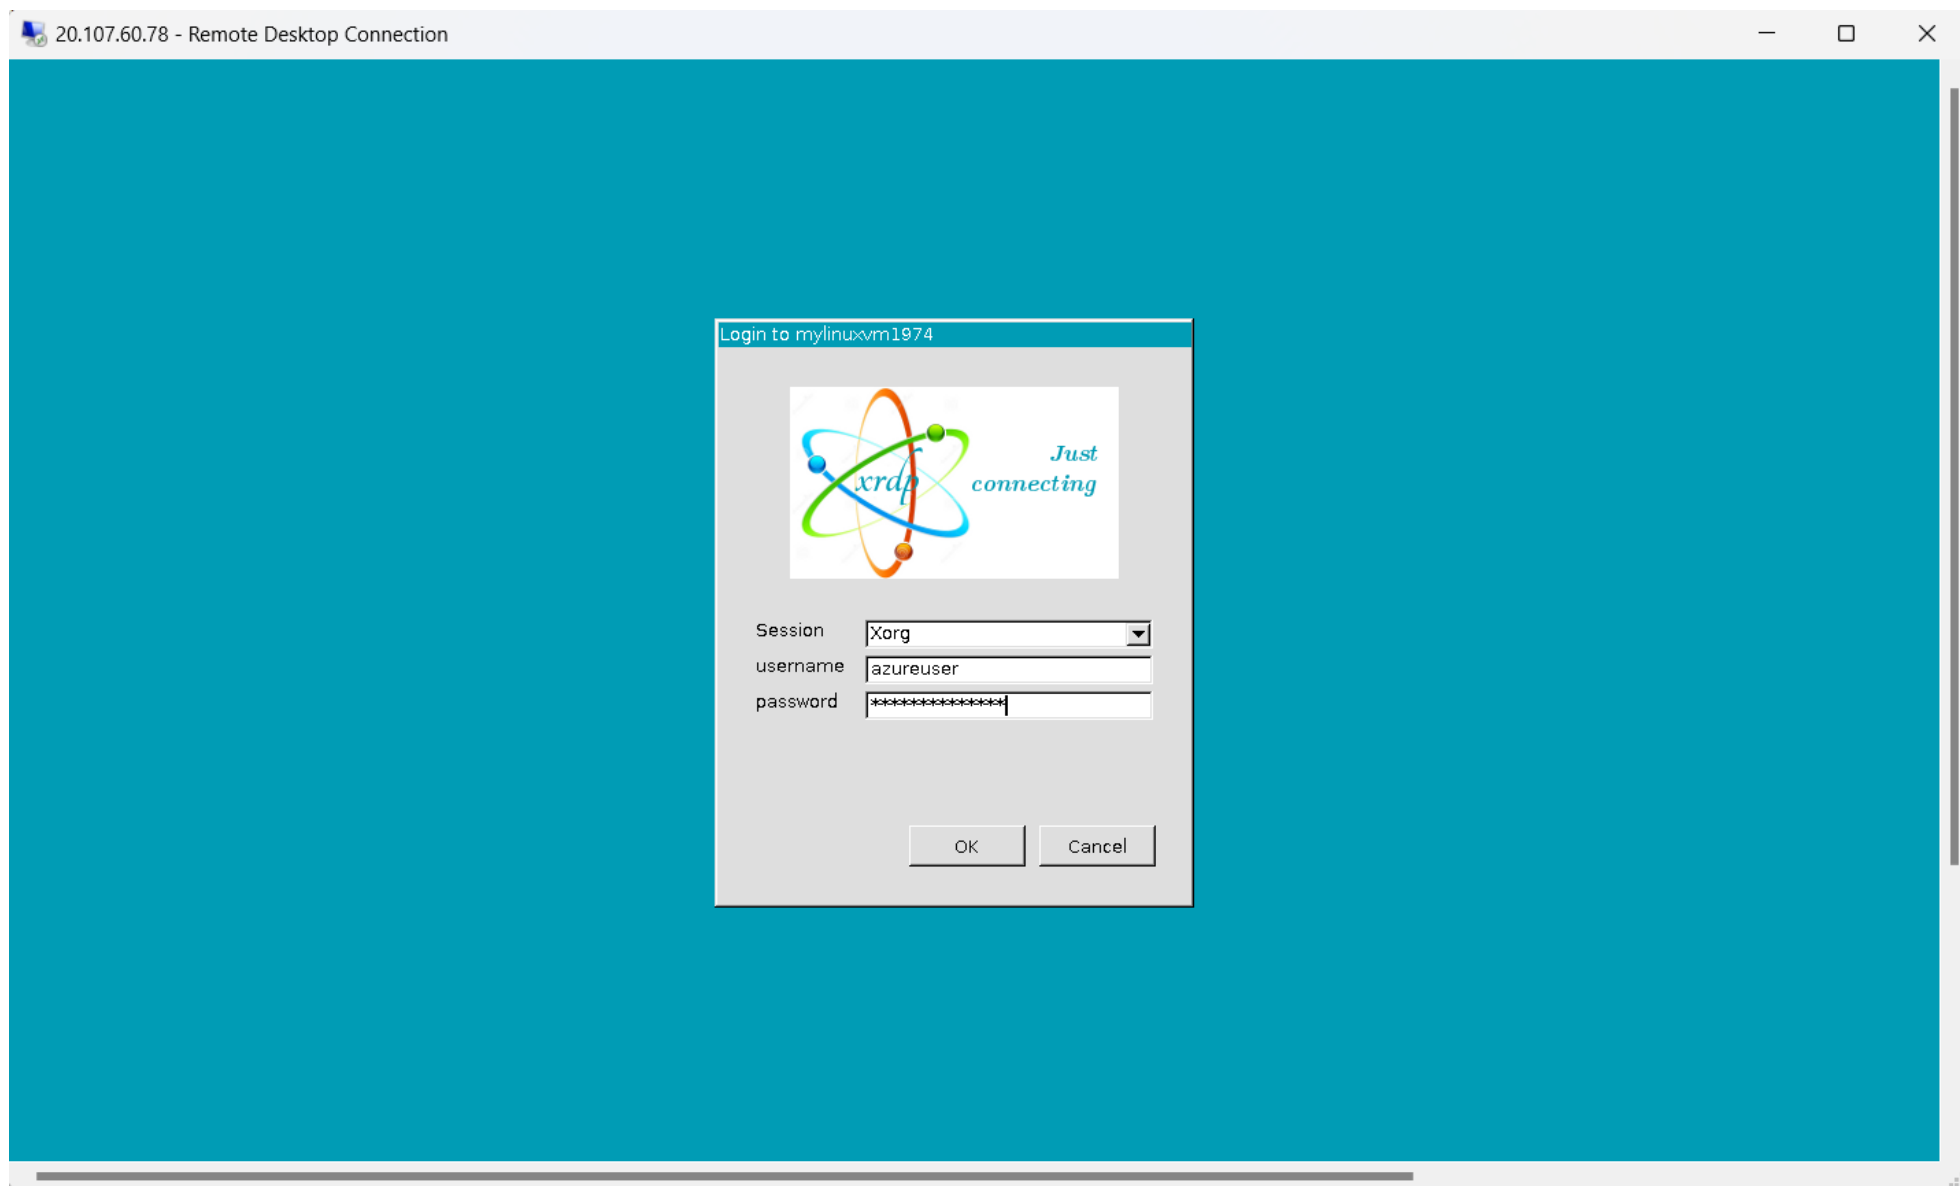 20.107.60.78 - Remote Desktop Connection
Login to mylinuxvm1974
xrdp
Just
connecting
Session
Xorg
username
azureuser
password
**************
OK
Cancel